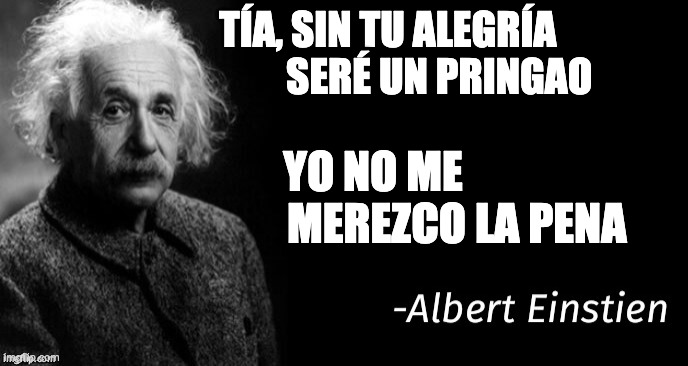 TÍA, SIN TU ALEGRÍA
SERÉ UN PRINGAO
YO NO ME
MEREZCO LA PENA
-Albert Einstien
imgflip.com